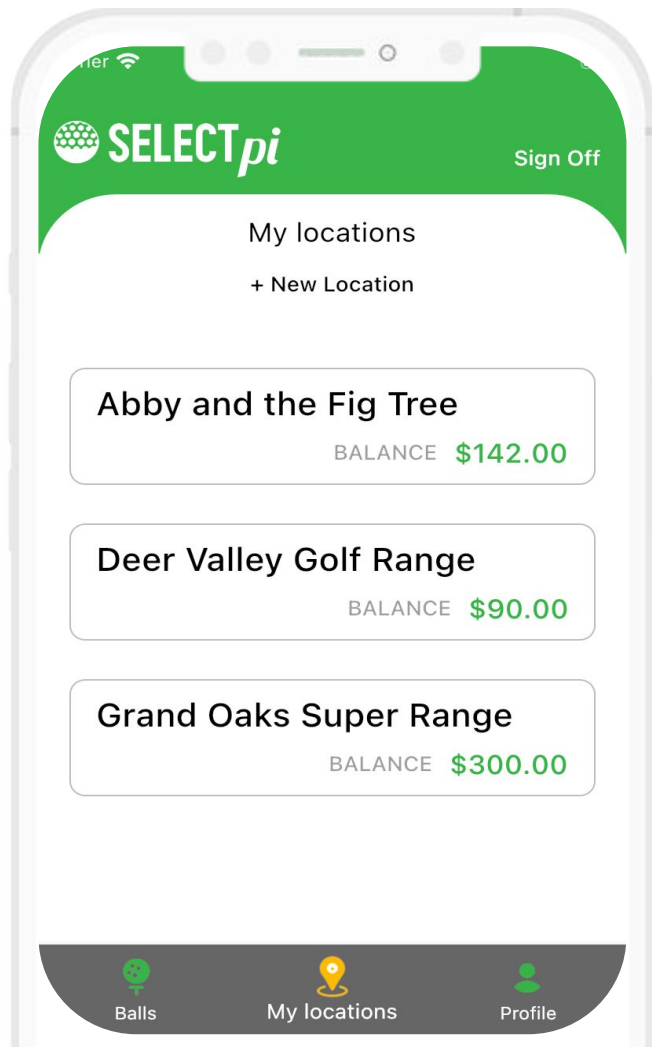 SELECTpi
Sign Off
My locations
+ New Location
Abby and the Fig Tree
BALANCE $142.00
Deer Valley Golf Range
BALANCE $90.00
Grand Oaks Super Range
BALANCE $300.00
Balls My locations Profile